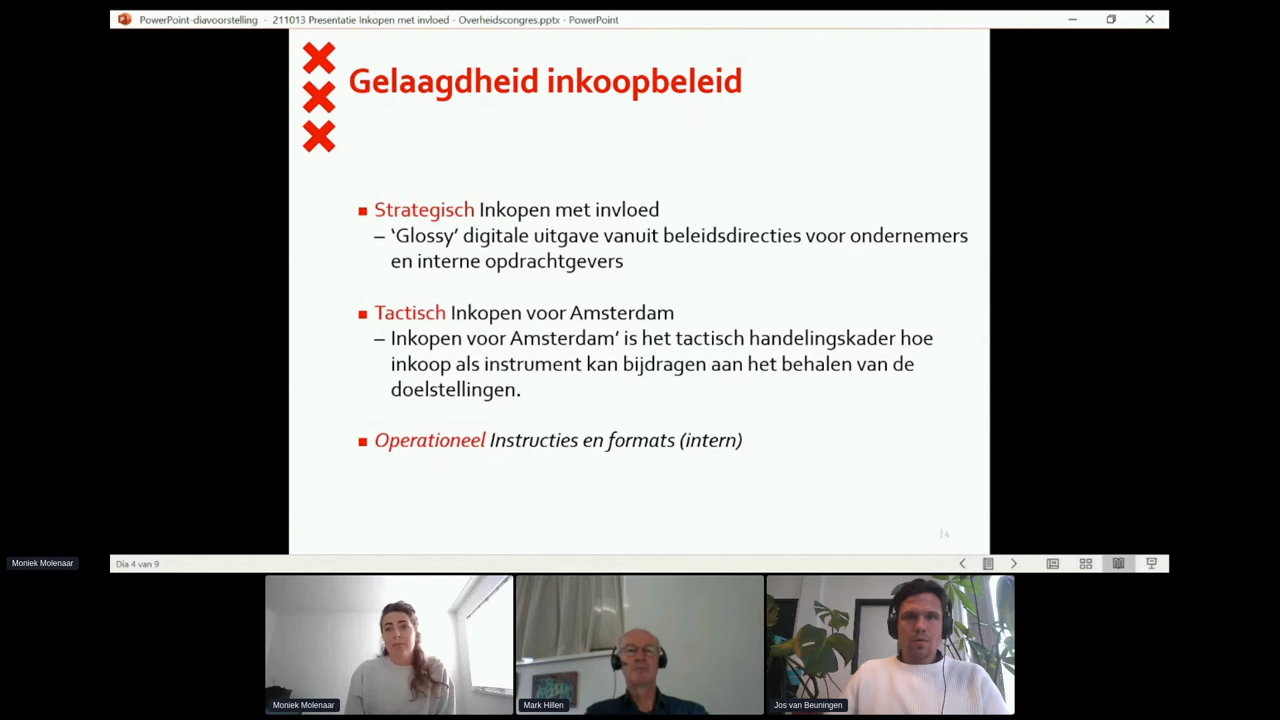 PowerPoint-diavoorstelling - 211013 Presentatie Inkopen met invloed - Overheidscongres.pptx - PowerPoint
Gelaagdheid inkoopbeleid
Strategisch Inkopen met invloed
– ‘Glossy’ digitale uitgave vanuit beleidsdirecties voor ondernemers
en interne opdrachtgevers
Tactisch Inkopen voor Amsterdam
– Inkopen voor Amsterdam’ is het tactisch handelingskader hoe
inkoop als instrument kan bijdragen aan het behalen van de
doelstellingen.
Operationeel Instructies en formats (intern)
| 4
Moniek Molenaar
Dia 4 van 9
Moniek Molenaar
Mark Hillen
Jos van Beuningen